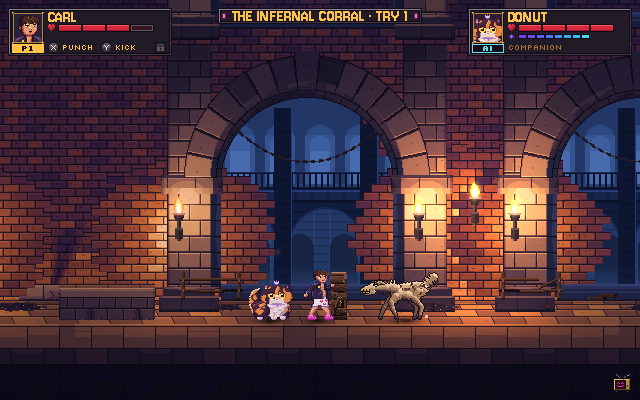 CARL
P1
X PUNCH Y KICK
THE INFERNAL CORRAL · TRY 1
DONUT
AI
COMPANION